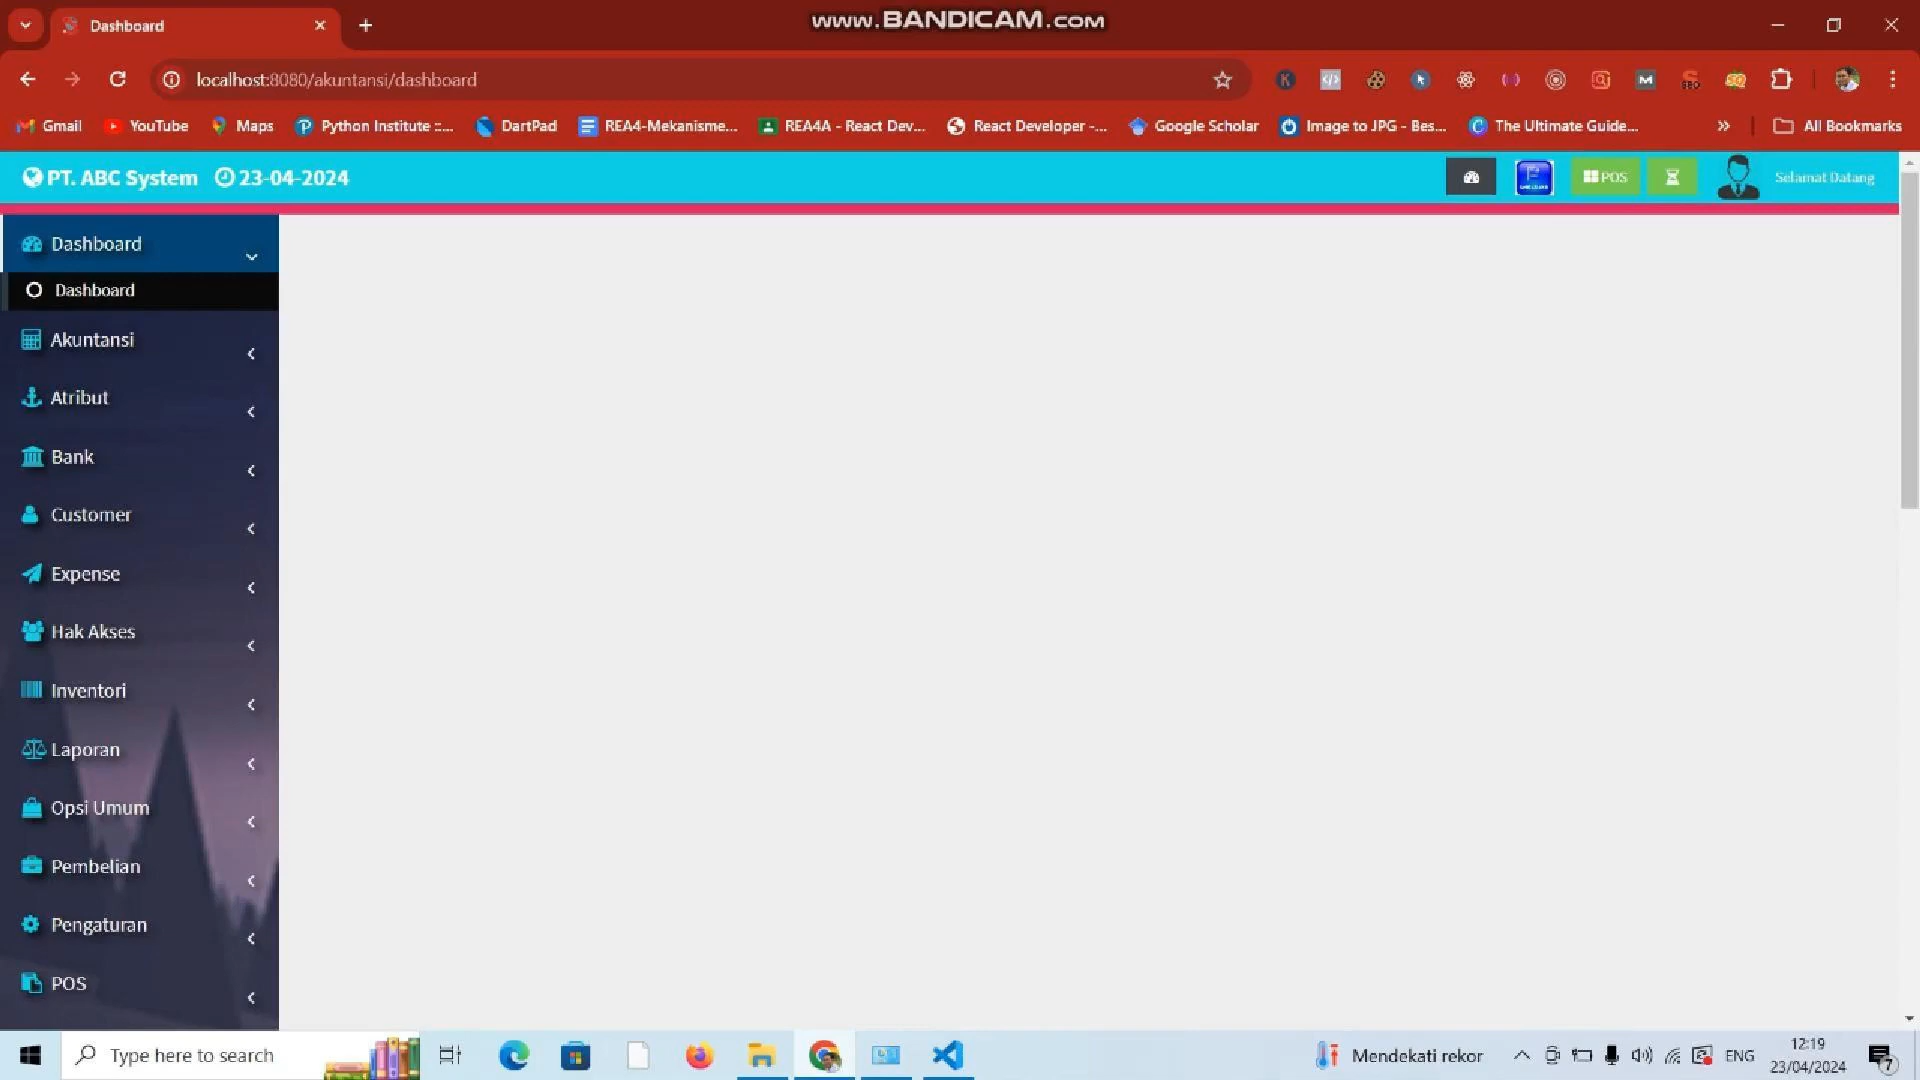 Dashboard
www.BANDICAM.com
localhost:8080/akuntansi/dashboard
Gmail
YouTube
Maps
Python Institute ::...
DartPad
REA4-Mekanisme...
REA4A - React Dev...
React Developer -...
Google Scholar
Image to JPG - Bes...
The Ultimate Guide...
All Bookmarks
PT. ABC System 23-04-2024
POS
Selamat Datang
Dashboard
Dashboard
Akuntansi
Atribut
Bank
Customer
Expense
Hak Akses
Inventori
Laporan
Opsi Umum
Pembelian
Pengaturan
POS
Type here to search
Mendekati rekor
ENG
12:19
23/04/2024
7